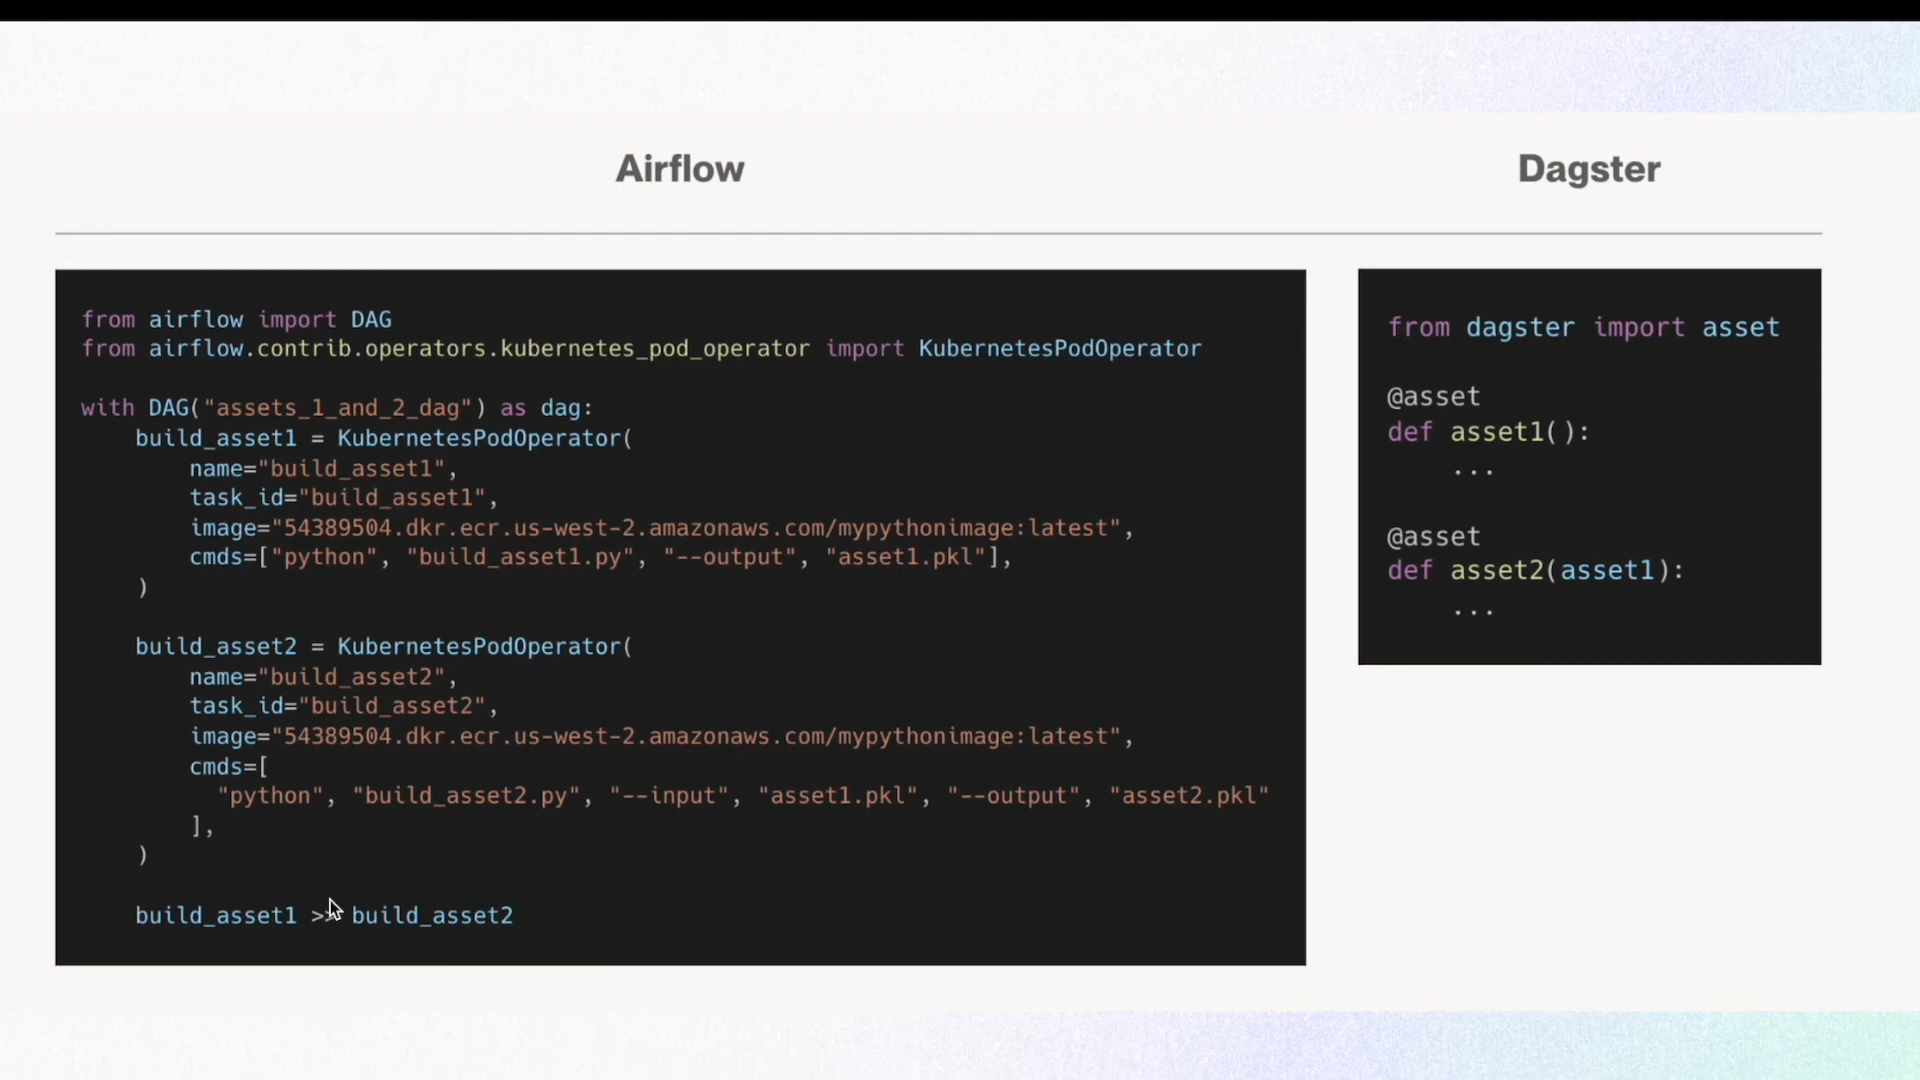 Airflow
Dagster
from airflow import DAG
from airflow.contrib.operators.kubernetes_pod_operator import KubernetesPodOperator
with DAG("assets_1_and_2_dag") as dag:
build_asset1 = KubernetesPodOperator(
name="build_asset1",
task_id="build_asset1",
image="54389504.dkr.ecr.us-west-2.amazonaws.com/mypythonimage:latest",
cmds=["python", "build_asset1.py", "--output", "asset1.pkl"],
)
build_asset2 = KubernetesPodOperator(
name="build_asset2",
task_id="build_asset2",
image="54389504.dkr.ecr.us-west-2.amazonaws.com/mypythonimage:latest",
cmds=[
"python", "build_asset2.py", "--input", "asset1.pkl", "--output", "asset2.pkl"
],
)
build_asset1 >> build_asset2
from dagster import asset
@asset
def asset1():
...
@asset
def asset2(asset1):
...